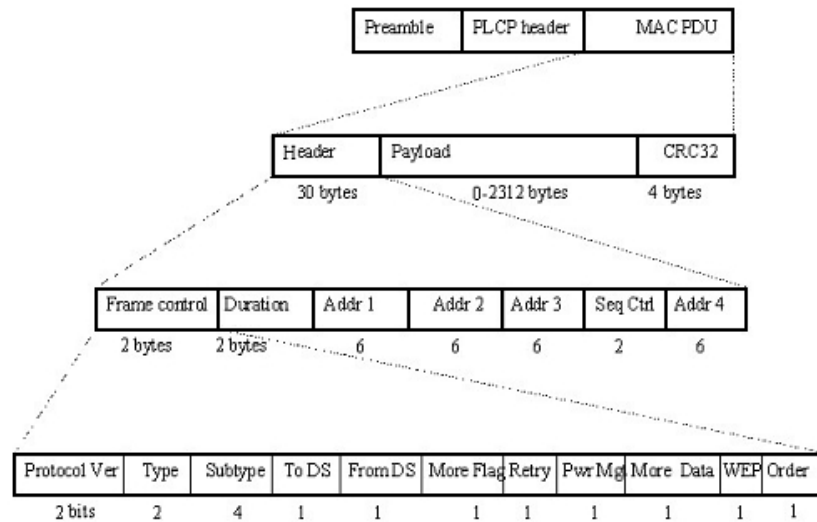 Preamble PLCP header MAC PDU
Header Payload CRC32
30 bytes 0-2312 bytes 4 bytes
Frame control Duration Addr 1 Addr 2 Addr 3 Seq Ctrl Addr 4
2 bytes 2 bytes 6 6 6 2 6
Protocol Ver Type Subtype To DS From DS More Flag Retry Pwr Mgt More Data WEP Order
2 bits 2 4 1 1 1 1 1 1 1 1